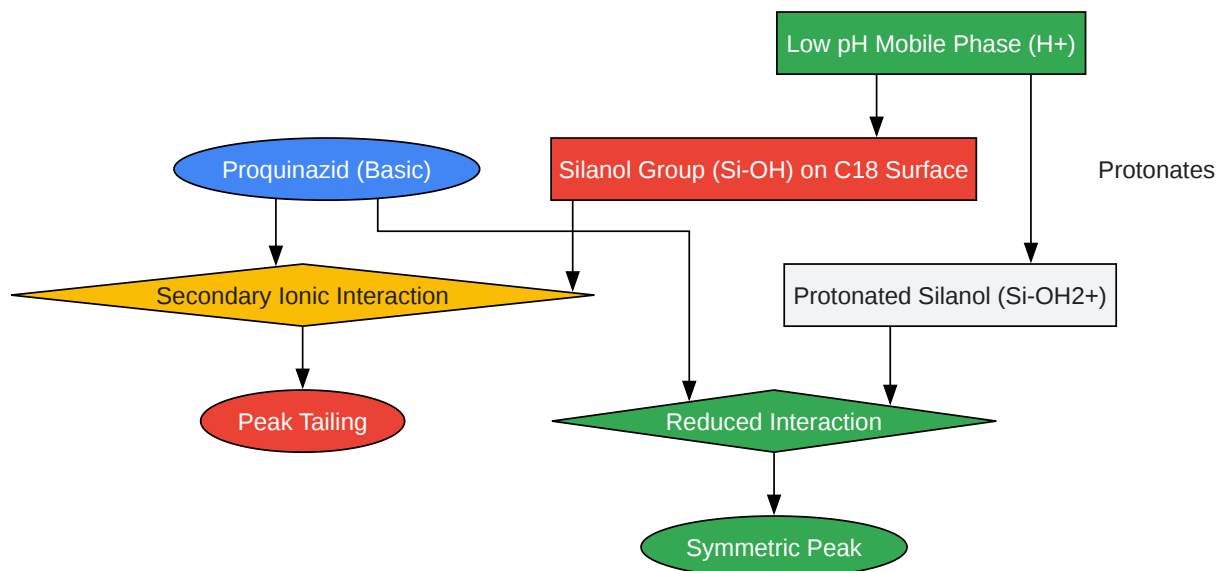 Low pH Mobile Phase (H+)
Proquinazid (Basic)
Silanol Group (Si-OH) on C18 Surface
Protonates
Secondary Ionic Interaction
Protonated Silanol (Si-OH2+)
Peak Tailing
Reduced Interaction
Symmetric Peak